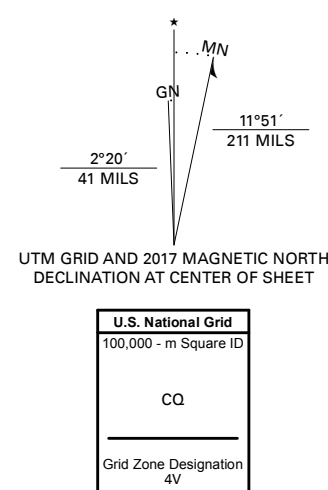 ★
MN
GN
11°51´
211 MILS
2°20´
41 MILS
UTM GRID AND 2017 MAGNETIC NORTH
DECLINATION AT CENTER OF SHEET
U.S. National Grid
100,000 - m Square ID
CQ
Grid Zone Designation
4V